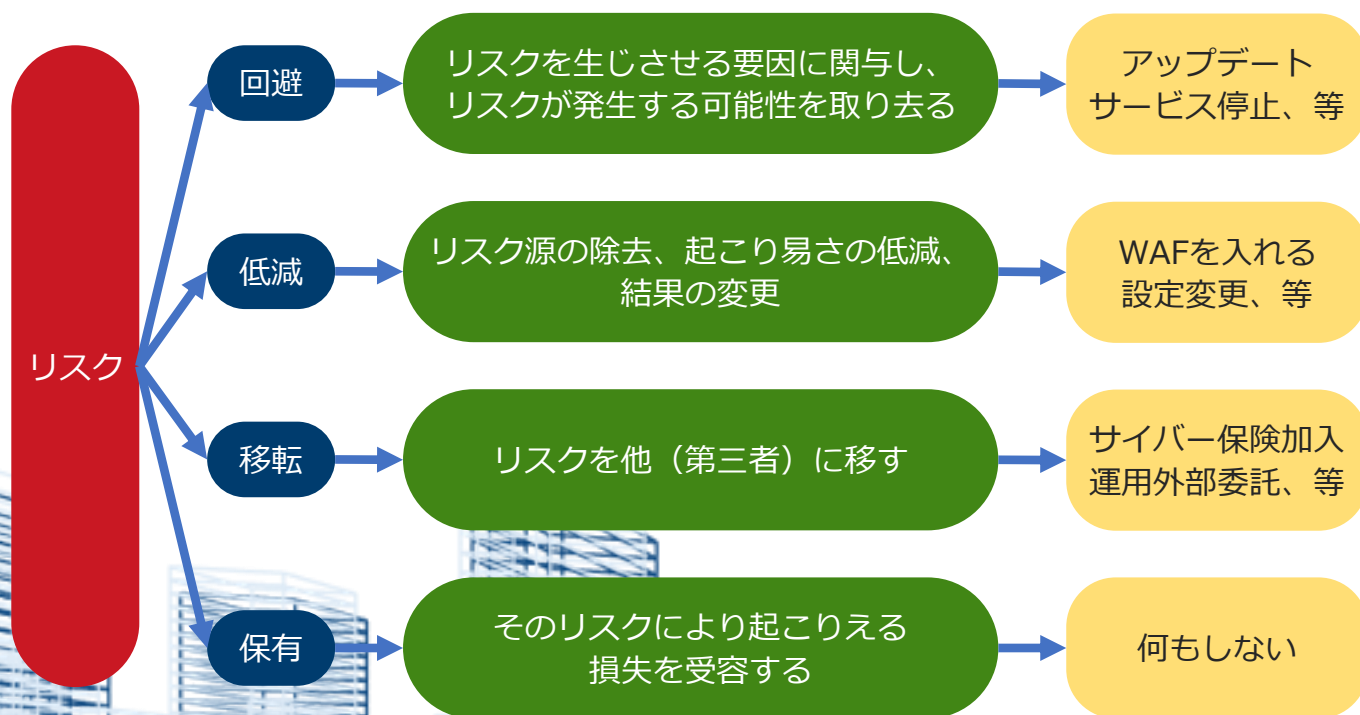 リスク
回避
リスクを生じさせる要因に関与し、
リスクが発生する可能性を取り去る
アップデート
サービス停止、等
低減
リスク源の除去、起こり易さの低減、
結果の変更
WAFを入れる
設定変更、等
移転
リスクを他（第三者）に移す
サイバー保険加入
運用外部委託、等
保有
そのリスクにより起こりえる
損失を受容する
何もしない